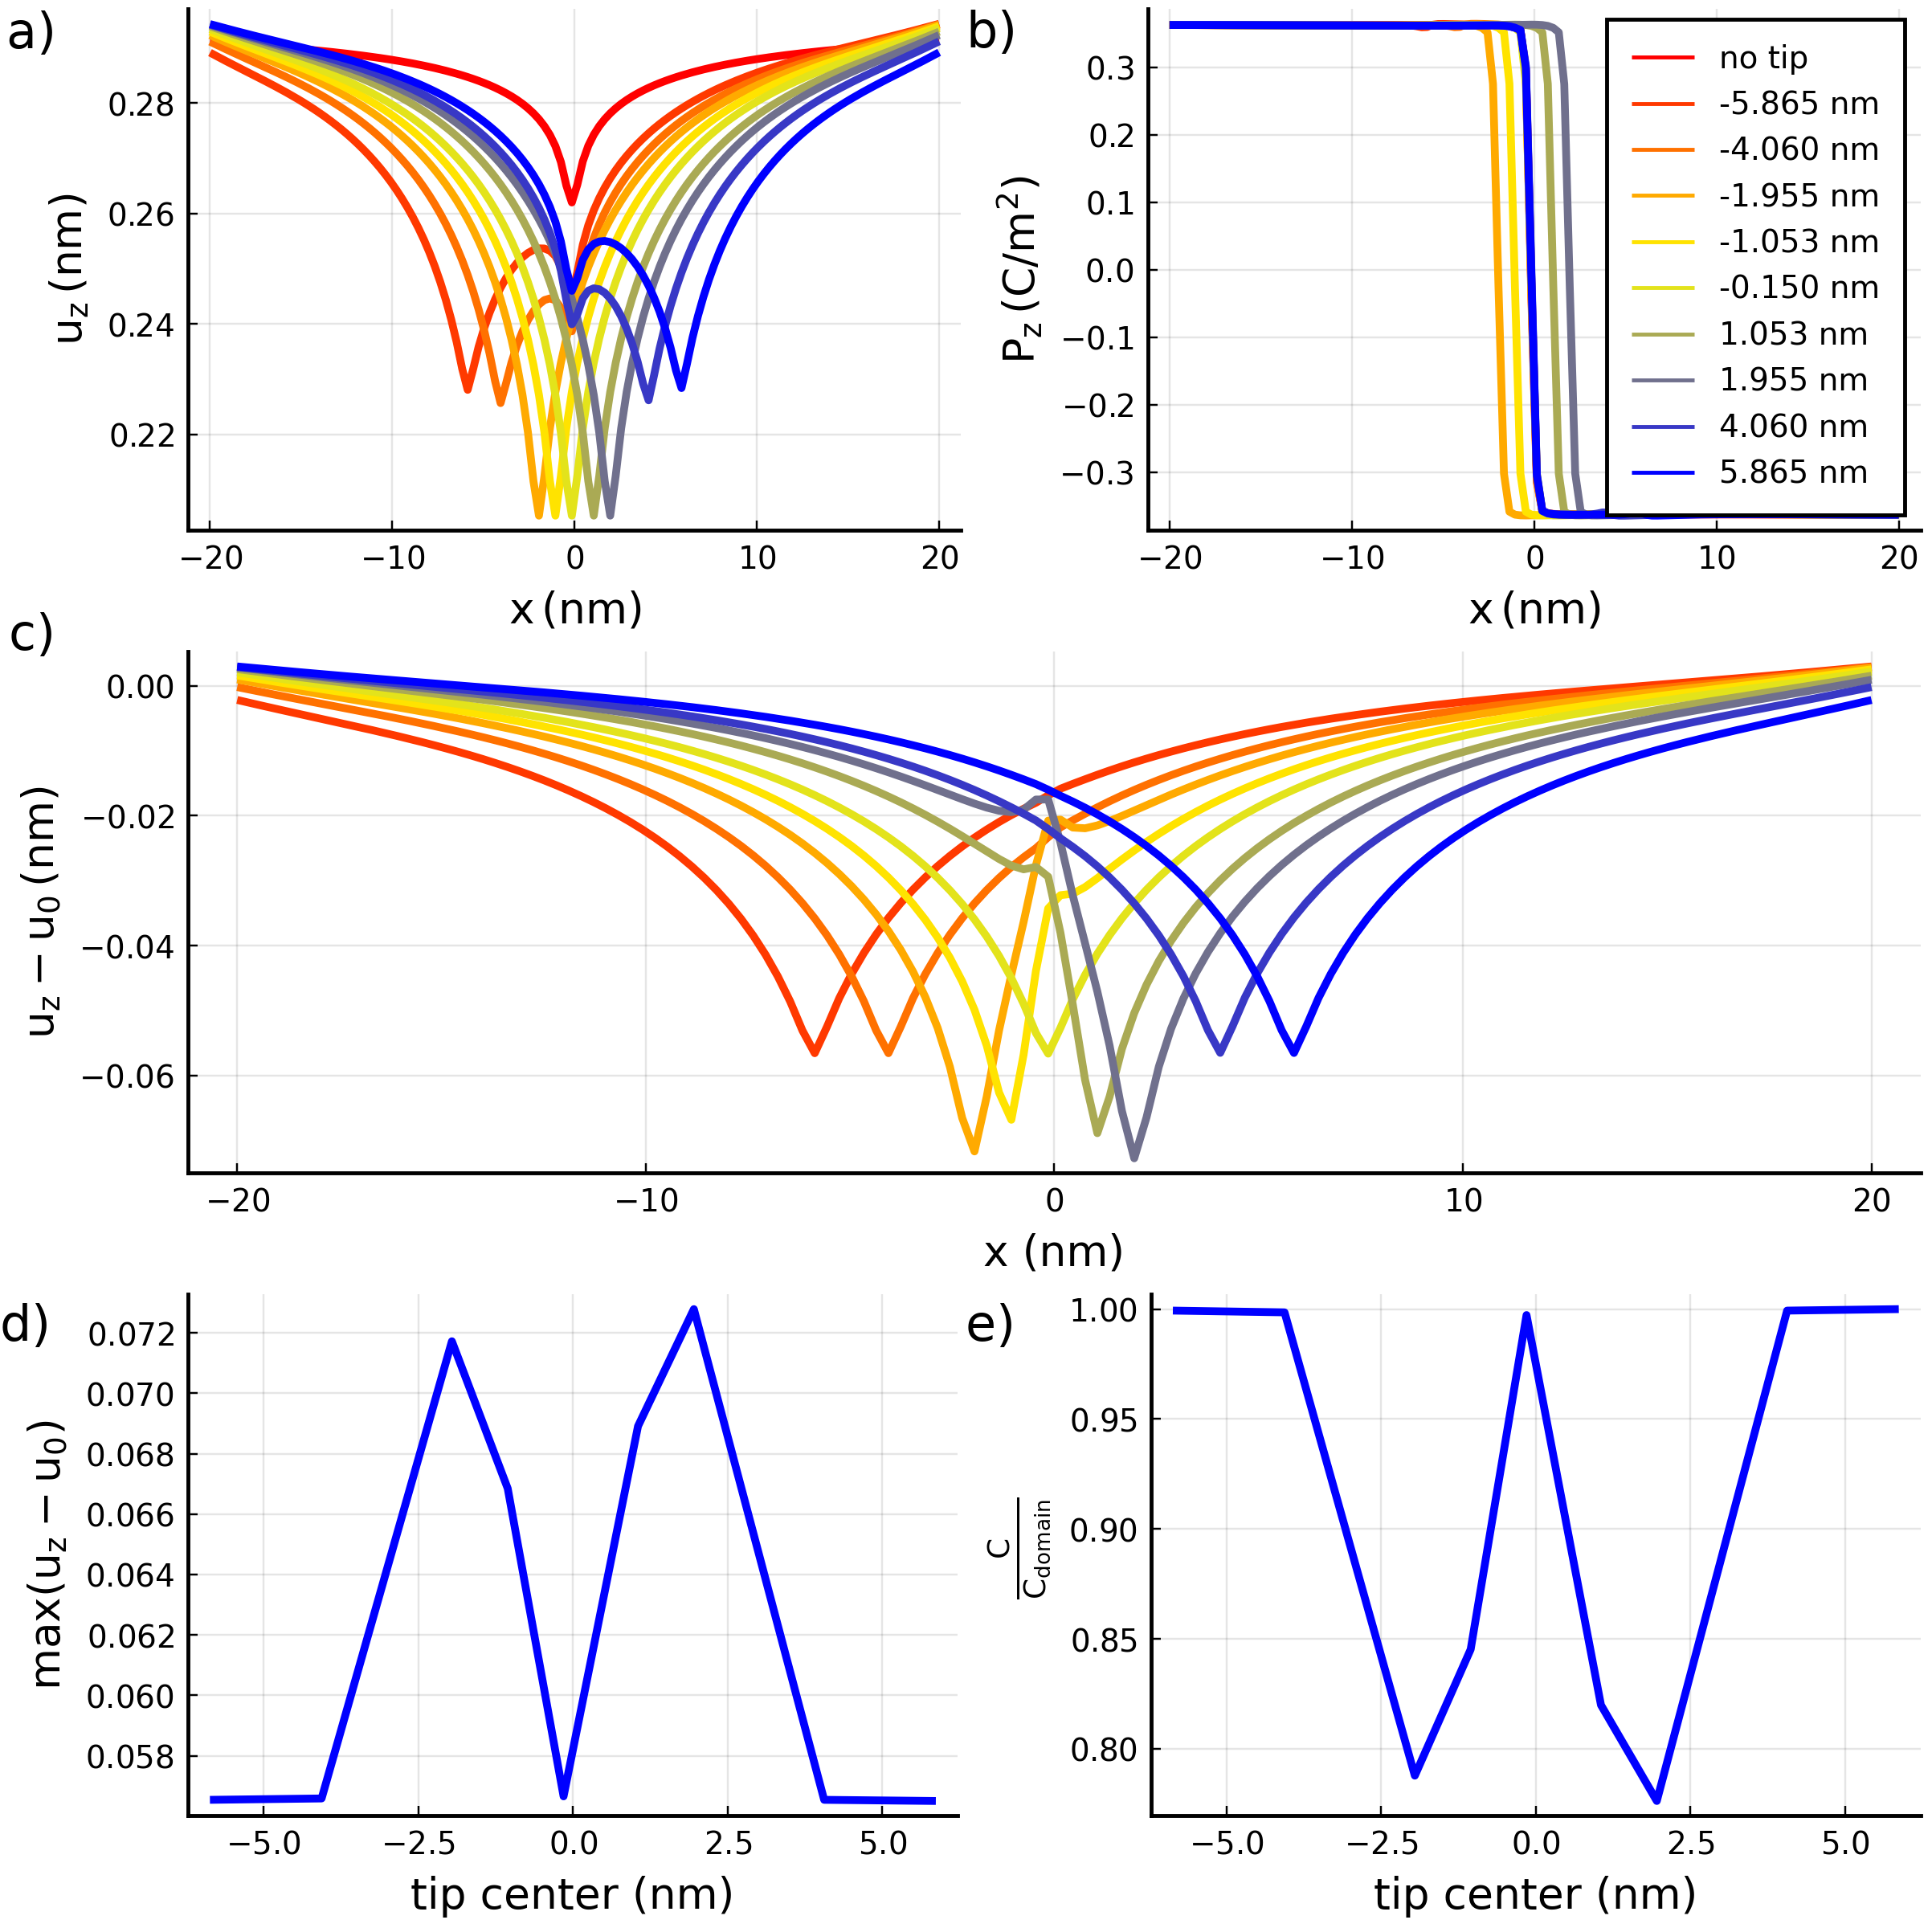 a)
0.28
0.26
0.24
0.22
u_z (nm)
−20 −10 0 10 20
x (nm)
b)
0.3
0.2
0.1
0.0
−0.1
−0.2
−0.3
P_z (C/m²)
−20 −10 0 10 20
x (nm)
no tip
-5.865 nm
-4.060 nm
-1.955 nm
-1.053 nm
-0.150 nm
1.053 nm
1.955 nm
4.060 nm
5.865 nm
c)
0.00
−0.02
−0.04
−0.06
u_z − u_0 (nm)
−20 −10 0 10 20
x (nm)
d)
0.072
0.070
0.068
0.066
0.064
0.062
0.060
0.058
max(u_z − u_0)
−5.0 −2.5 0.0 2.5 5.0
tip center (nm)
e)
1.00
0.95
0.90
0.85
0.80
C
C_domain
−5.0 −2.5 0.0 2.5 5.0
tip center (nm)